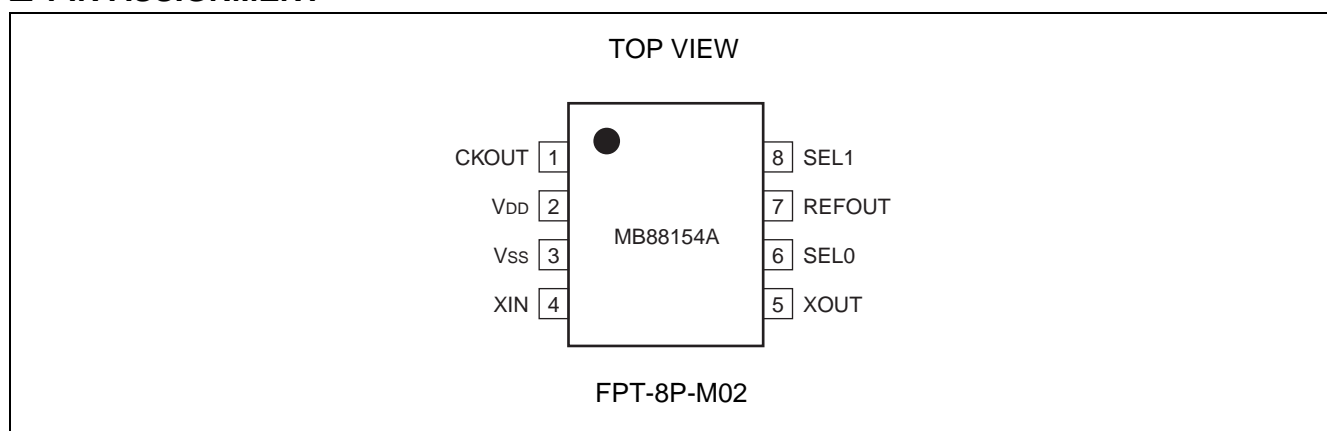 TOP VIEW
CKOUT 1 8 SEL1
VDD 2 7 REFOUT
MB88154A
VSS 3 6 SEL0
XIN 4 5 XOUT
FPT-8P-M02